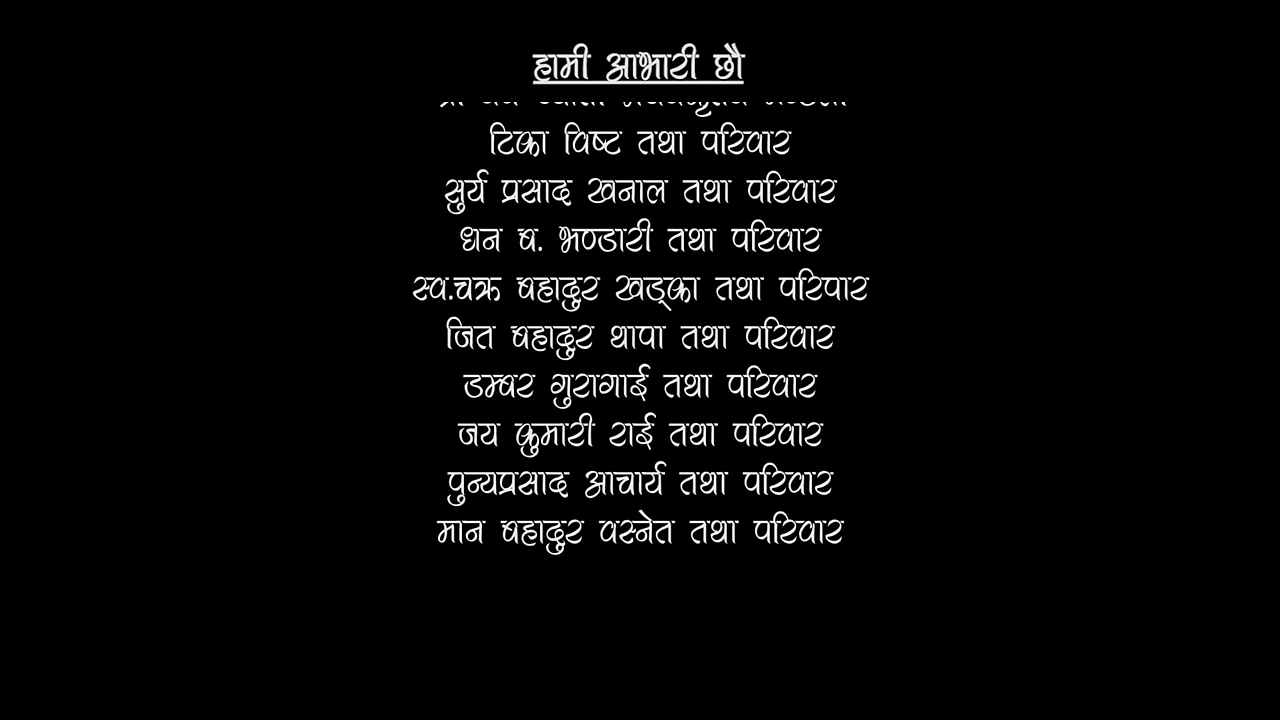 हामी आभारी छौ
टिका विष्ट तथा परिवार
सुर्य प्रसाद खनाल तथा परिवार
धन ब. भण्डारी तथा परिवार
स्व.चक्र बहादुर खड्का तथा परिपार
जित बहादुर थापा तथा परिवार
डम्बर गुरागाई तथा परिवार
जय कुमारी राई तथा परिवार
पुन्यप्रसाद आचार्य तथा परिवार
मान बहादुर वस्नेत तथा परिवार